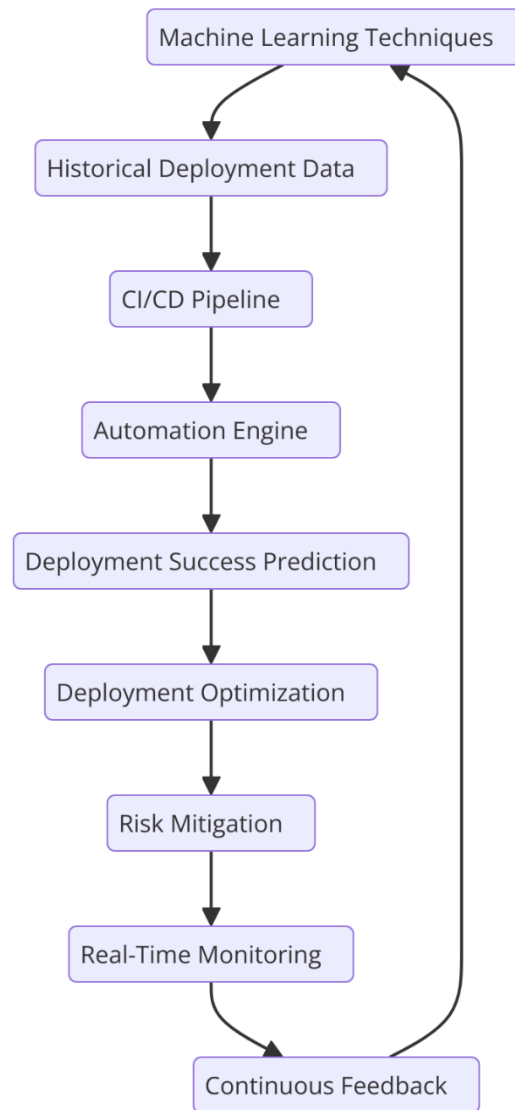 Machine Learning Techniques
Historical Deployment Data
CI/CD Pipeline
Automation Engine
Deployment Success Prediction
Deployment Optimization
Risk Mitigation
Real-Time Monitoring
Continuous Feedback